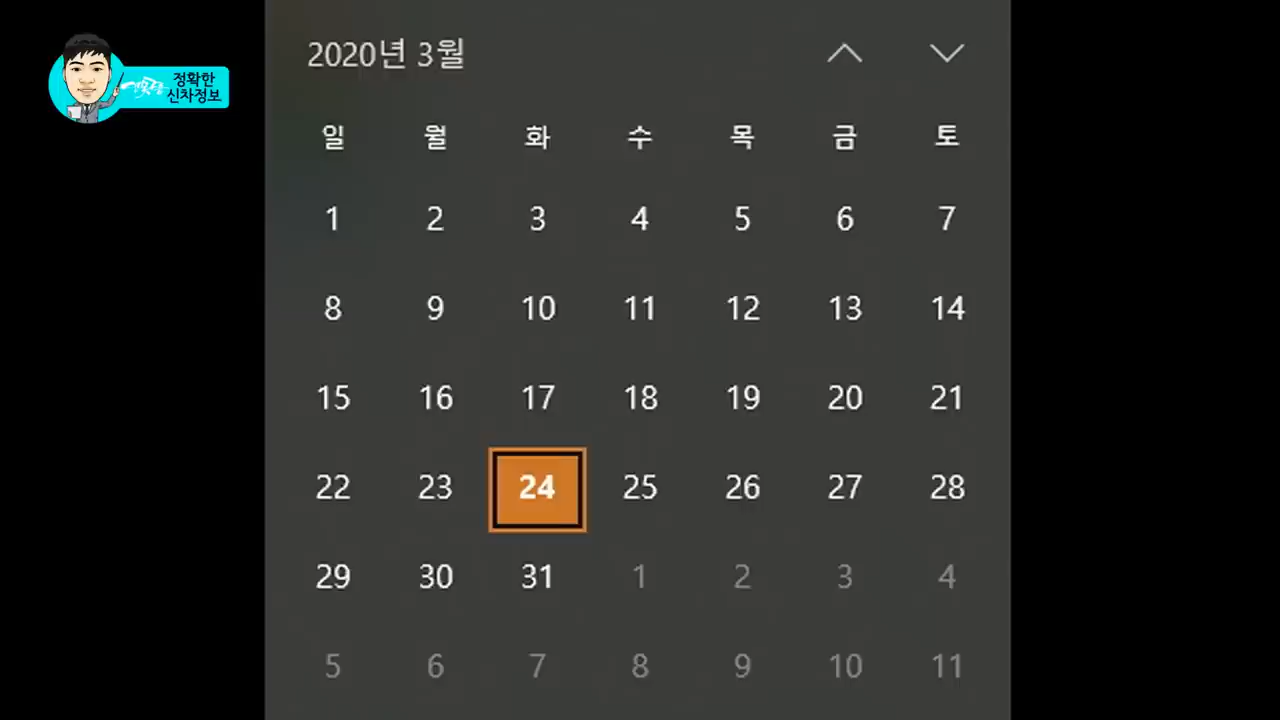 정확한
신차정보
2020년 3월
일 월 화 수 목 금 토
1 2 3 4 5 6 7
8 9 10 11 12 13 14
15 16 17 18 19 20 21
22 23 24 25 26 27 28
29 30 31 1 2 3 4
5 6 7 8 9 10 11